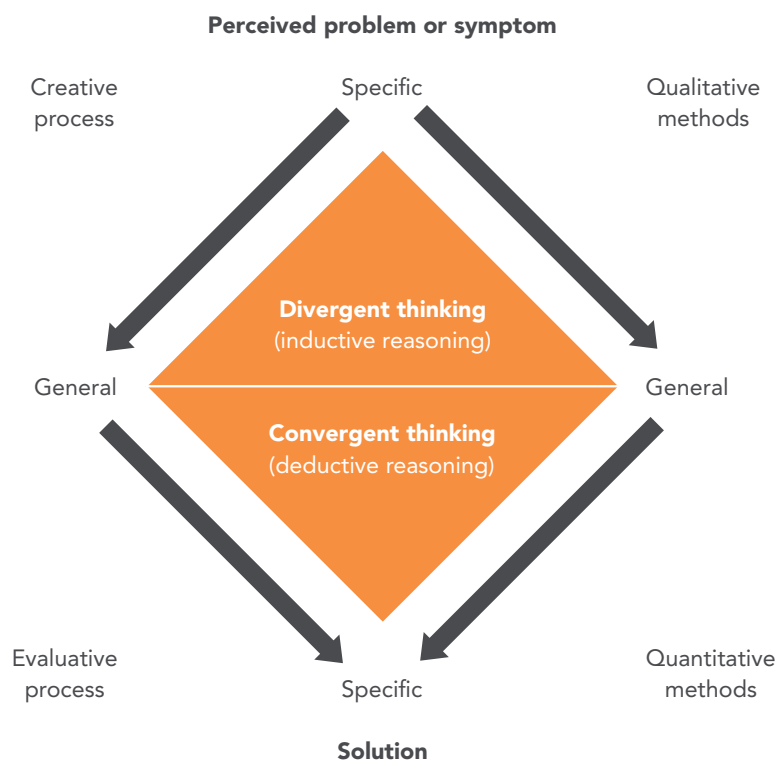 Perceived problem or symptom
Creative
process
Specific
Qualitative
methods
Divergent thinking
(inductive reasoning)
General
General
Convergent thinking
(deductive reasoning)
Evaluative
process
Specific
Quantitative
methods
Solution